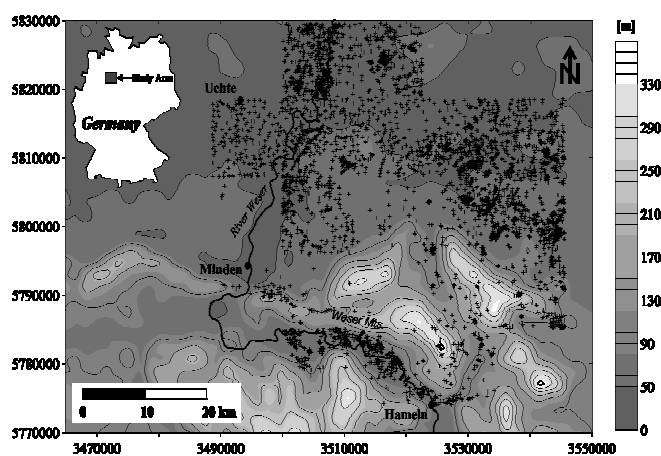 5830000
5820000
5810000
5800000
5790000
5780000
5770000
3470000
3490000
3510000
3530000
3550000
Study Area
Germany
Uchte
N
River Weser
Minden
Weser Mts.
Hameln
0
10
20 km
[m]
330
290
250
210
170
130
90
50
0